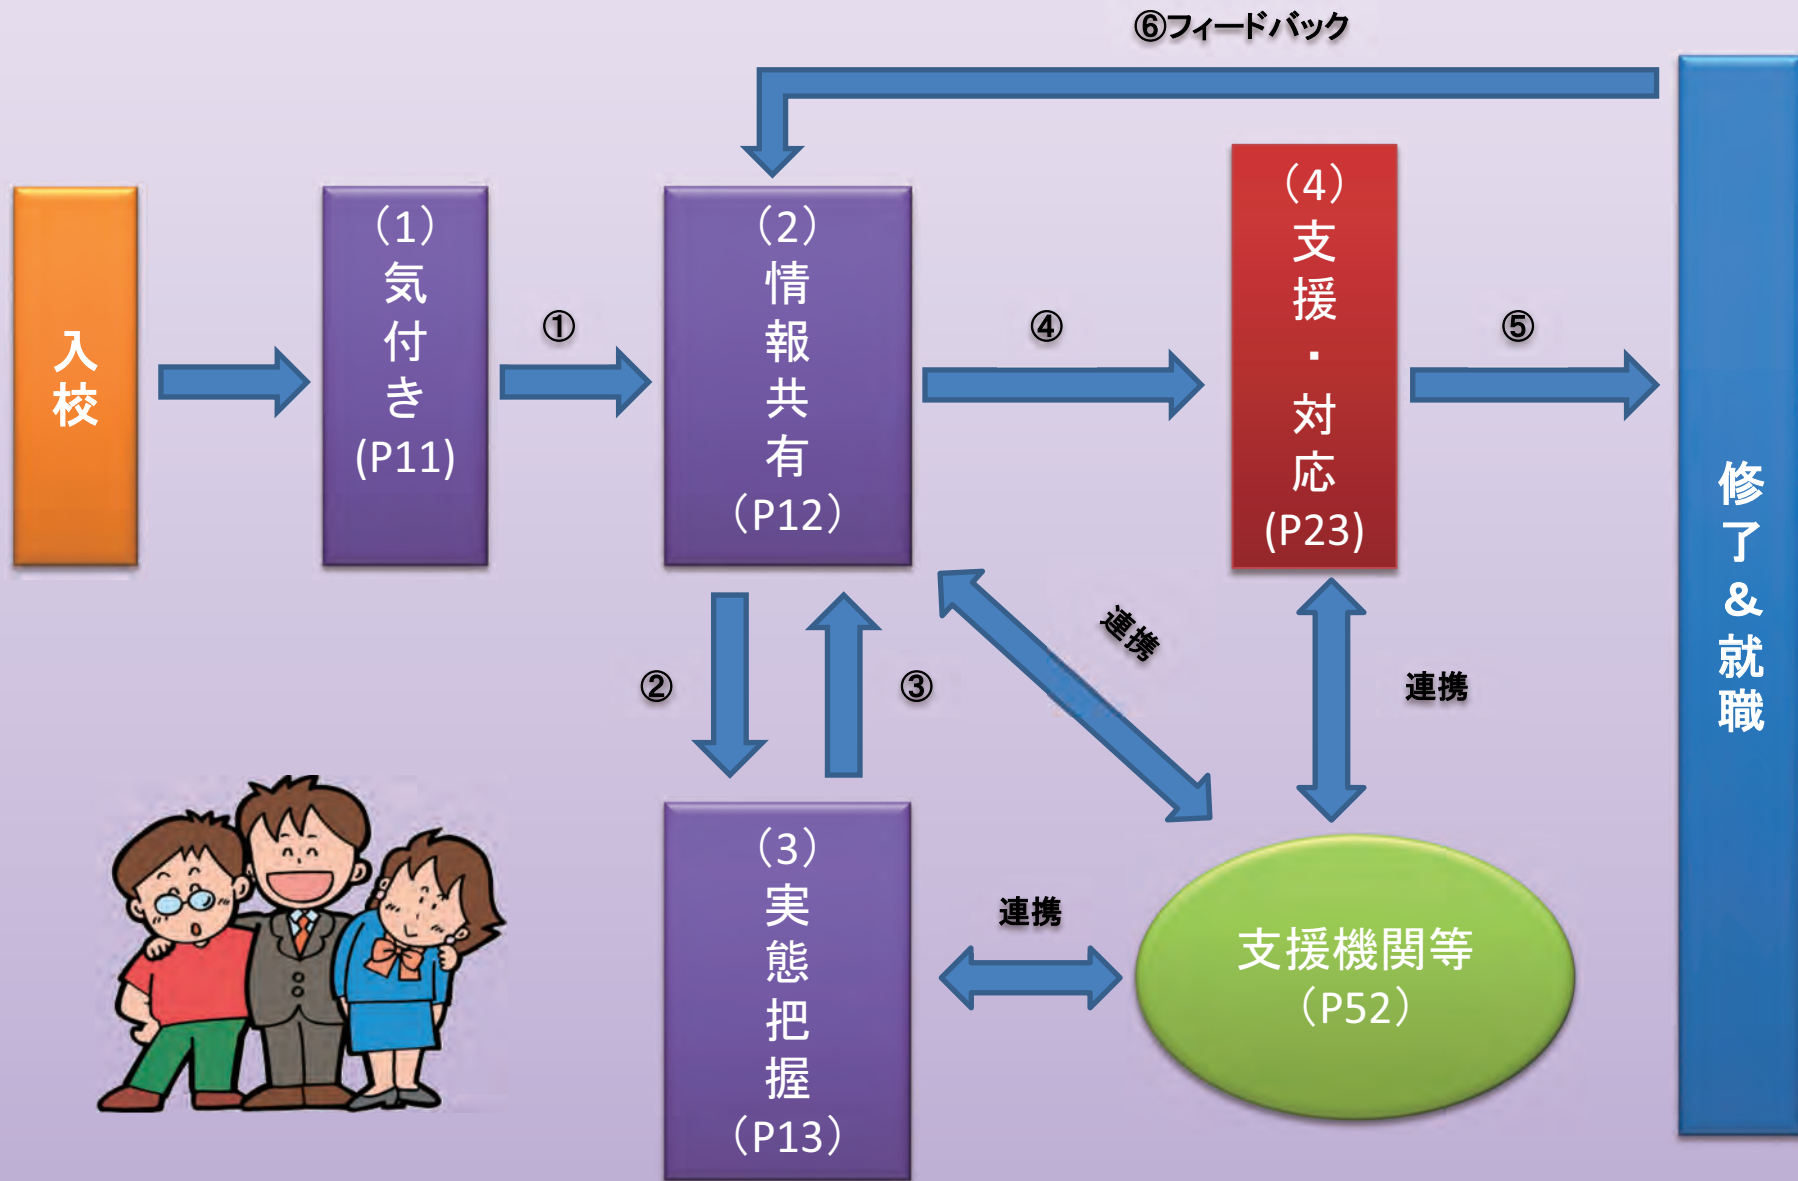 ⑥フィードバック
入校
(1)
気付き
(P11)
①
(2)
情報共有
(P12)
④
(4)
支援・対応
(P23)
⑤
修了&就職
②
③
連携
連携
(3)
実態把握
(P13)
連携
支援機関等
(P52)